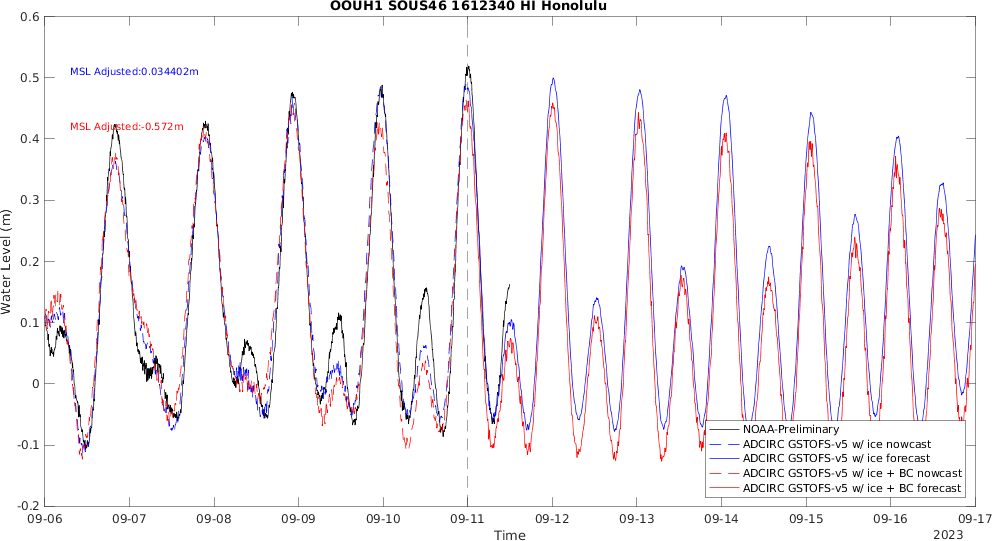 OOUH1 SOUS46 1612340 HI Honolulu
0.6
0.5
0.4
0.3
0.2
0.1
0
-0.1
-0.2
Water Level (m)
MSL Adjusted:0.034402m
MSL Adjusted:-0.572m
NOAA-Preliminary
ADCIRC GSTOFS-v5 w/ ice nowcast
ADCIRC GSTOFS-v5 w/ ice forecast
ADCIRC GSTOFS-v5 w/ ice + BC nowcast
ADCIRC GSTOFS-v5 w/ ice + BC forecast
09-06 09-07 09-08 09-09 09-10 09-11 09-12 09-13 09-14 09-15 09-16 09-17
Time
2023